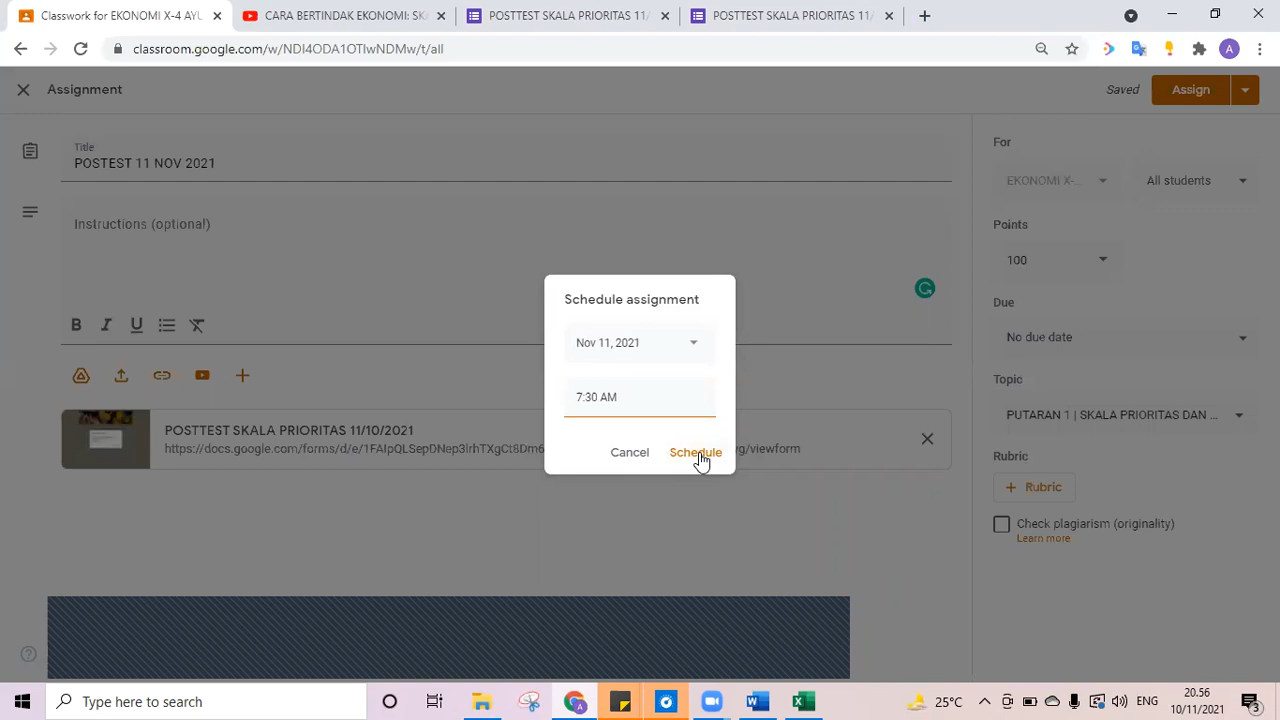 Classwork for EKONOMI X-4 AYU
CARA BERTINDAK EKONOMI: SK
POSTTEST SKALA PRIORITAS 11/
POSTTEST SKALA PRIORITAS 11/
classroom.google.com/w/NDI4ODA1OTIwNDMw/t/all
A
Assignment
Saved
Assign
Title
POSTEST 11 NOV 2021
Instructions (optional)
For
EKONOMI X-...
All students
Points
100
Due
No due date
Topic
PUTARAN 1 | SKALA PRIORITAS DAN ...
Rubric
+ Rubric
Check plagiarism (originality)
Learn more
B I U
POSTTEST SKALA PRIORITAS 11/10/2021
https://docs.google.com/forms/d/e/1FAIpQLSepDNep3lrhTXgCt8Dm6
g/viewform
Schedule assignment
Nov 11, 2021
7:30 AM
Cancel
Schedule
Type here to search
25°C
ENG
20.56
10/11/2021
3